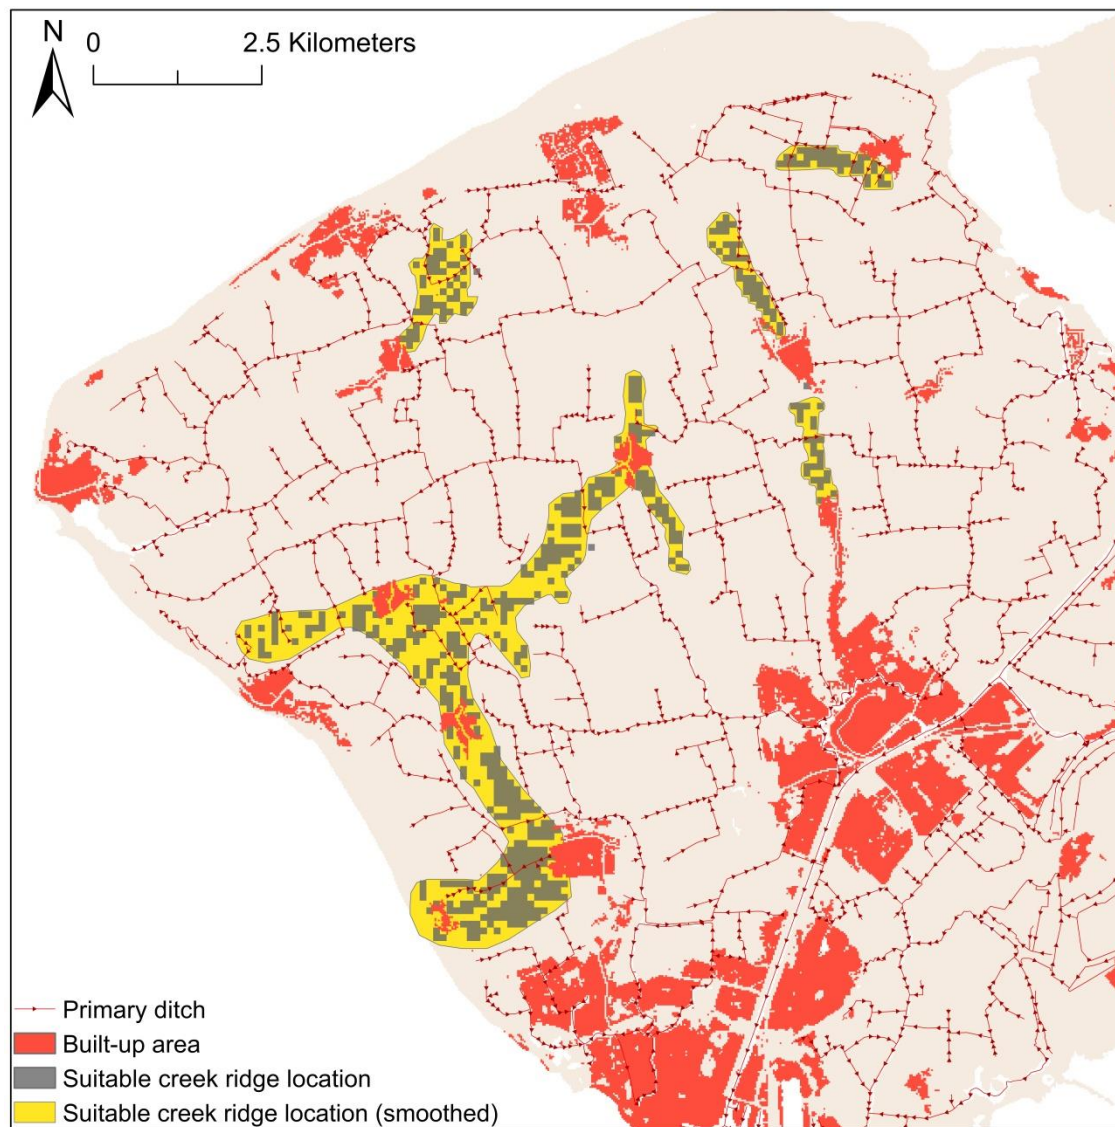 N
0 2.5 Kilometers
Primary ditch
Built-up area
Suitable creek ridge location
Suitable creek ridge location (smoothed)